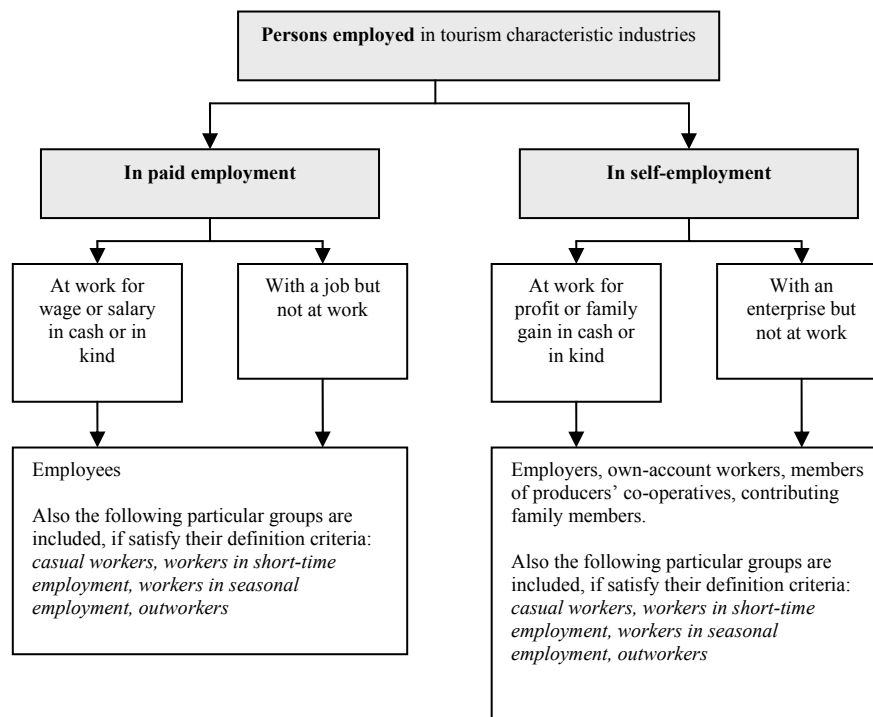 Persons employed in tourism characteristic industries
In paid employment
In self-employment
At work for
wage or salary
in cash or in
kind
With a job but
not at work
At work for
profit or family
gain in cash or
in kind
With an
enterprise but
not at work
Employees
Also the following particular groups are
included, if satisfy their definition criteria:
casual workers, workers in short-time
employment, workers in seasonal
employment, outworkers
Employers, own-account workers, members
of producers’ co-operatives, contributing
family members.
Also the following particular groups are
included, if satisfy their definition criteria:
casual workers, workers in short-time
employment, workers in seasonal
employment, outworkers